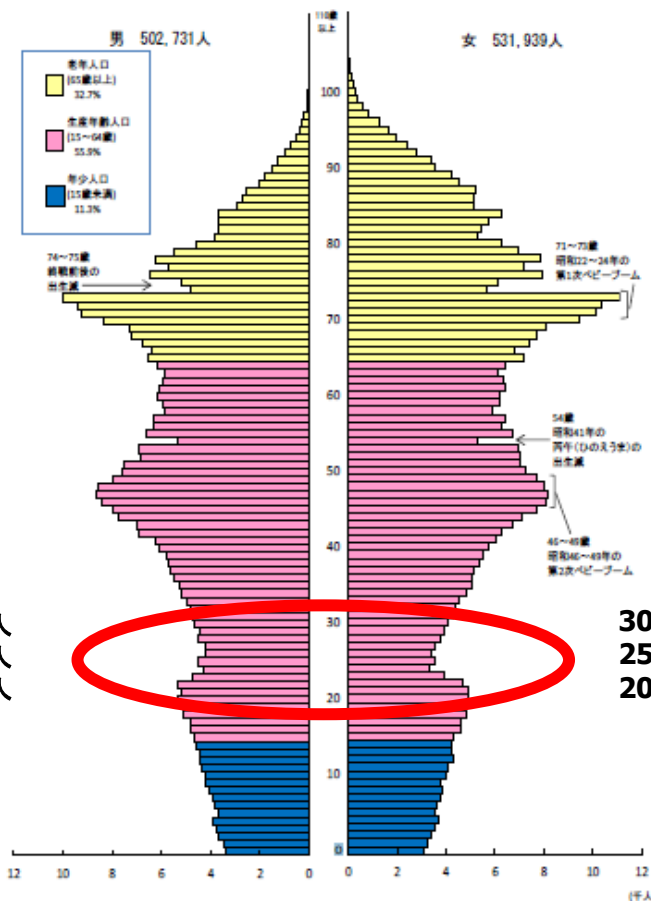 男 502,731人
女 531,939人
110歳
以上
老年人口
(65歳以上)
32.7%
生産年齢人口
(15～64歳)
55.9%
年少人口
(15歳未満)
11.3%
74～75歳
終戦前後の
出生減
71～73歳
昭和22～24年の
第1次ベビーブーム
54歳
昭和41年の
丙午(ひのえうま)の
出生減
46～49歳
昭和46～49年の
第2次ベビーブーム
100
90
80
70
60
50
40
30
20
10
0
人
人
人
30
25
20
12 10 8 6 4 2 0
0 2 4 6 8 10 12
(千人